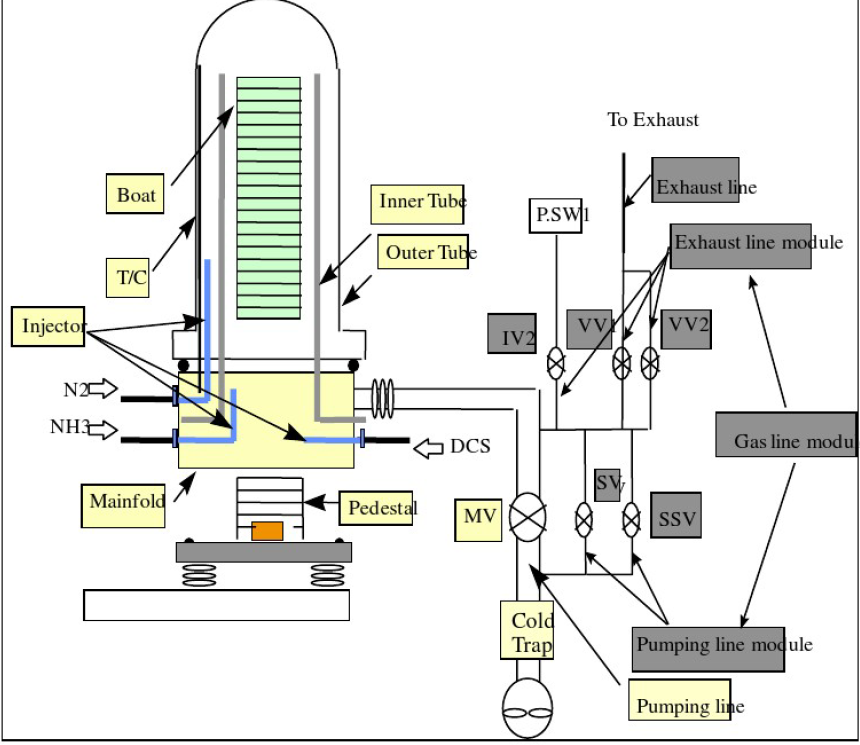 To Exhaust
Exhaust line
Boat
Inner Tube
P.SW1
Exhaust line module
Outer Tube
T/C
Injector
IV2
VV1
VV2
N2
NH3
DCS
Gas line modu
Mainfold
Pedestal
MV
SV
SSV
Cold
Trap
Pumping line module
Pumping line